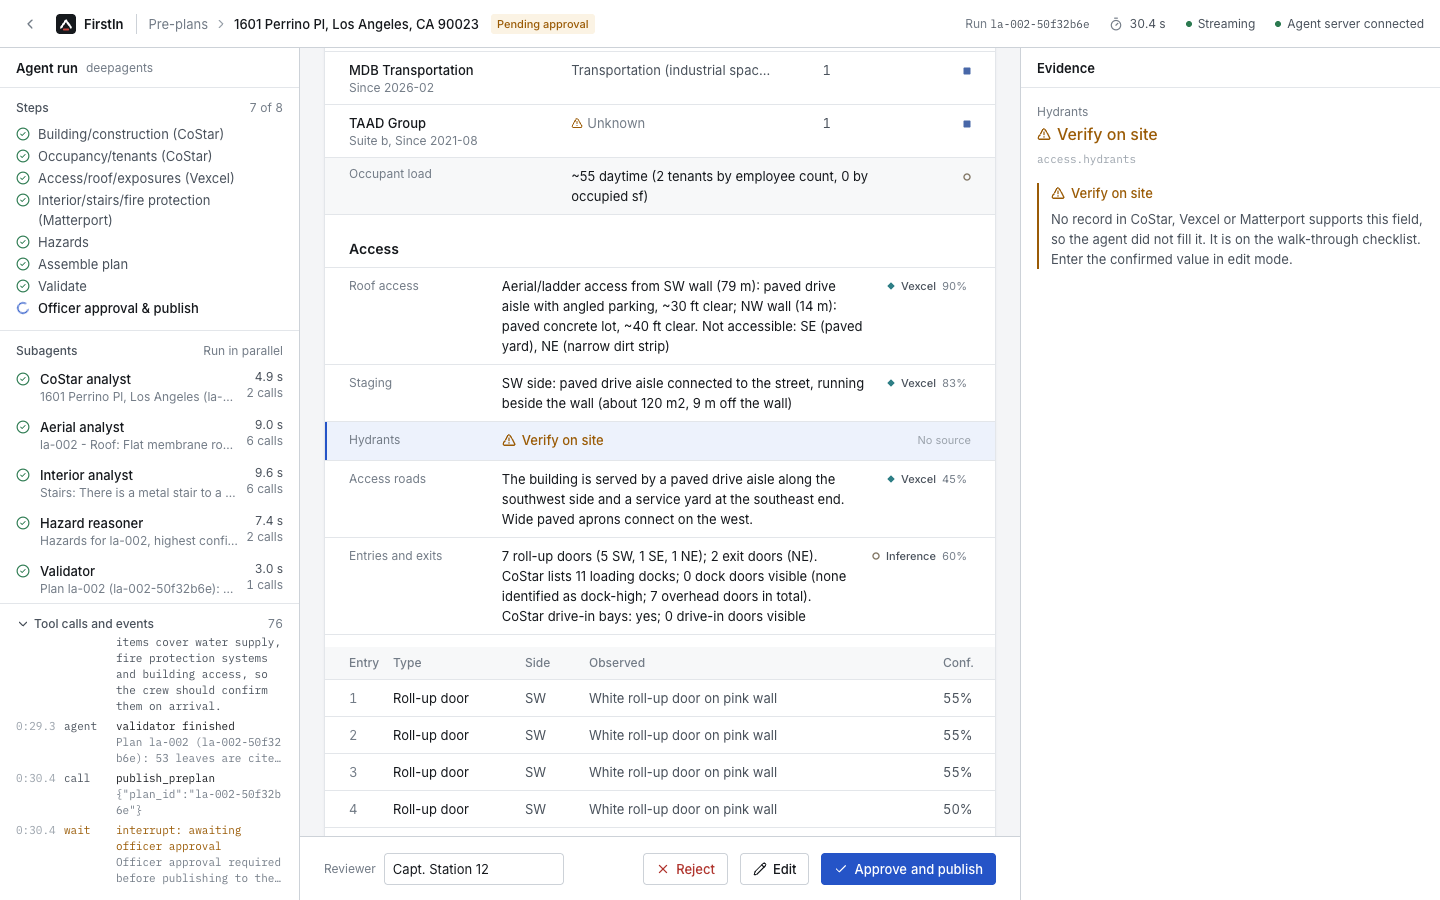 FirstIn
Pre-plans
1601 Perrino Pl, Los Angeles, CA 90023
Pending approval
Run la-002-50f32b6e
30.4 s
Streaming
Agent server connected
Agent run deepagents
Steps 7 of 8
Building/construction (CoStar)
Occupancy/tenants (CoStar)
Access/roof/exposures (Vexcel)
Interior/stairs/fire protection
(Matterport)
Hazards
Assemble plan
Validate
Officer approval & publish
Subagents Run in parallel
CoStar analyst 4.9 s
1601 Perrino Pl, Los Angeles (la-... 2 calls
Aerial analyst 9.0 s
la-002 - Roof: Flat membrane ro... 6 calls
Interior analyst 9.6 s
Stairs: There is a metal stair to a ... 6 calls
Hazard reasoner 7.4 s
Hazards for la-002, highest confi... 2 calls
Validator 3.0 s
Plan la-002 (la-002-50f32b6e): ... 1 calls
Tool calls and events 76
items cover water supply,
fire protection systems
and building access, so
the crew should confirm
them on arrival.
0:29.3 agent validator finished
Plan la-002 (la-002-50f32
b6e): 53 leaves are cite…
0:30.4 call publish_preplan
{"plan_id":"la-002-50f32b
6e"}
0:30.4 wait interrupt: awaiting
officer approval
Officer approval required
before publishing to the…
MDB Transportation Transportation (industrial spac... 1
Since 2026-02
TAAD Group Unknown 1
Suite b, Since 2021-08
Occupant load ~55 daytime (2 tenants by employee count, 0 by
occupied sf)
Access
Roof access Aerial/ladder access from SW wall (79 m): paved drive Vexcel 90%
aisle with angled parking, ~30 ft clear; NW wall (14 m):
paved concrete lot, ~40 ft clear. Not accessible: SE (paved
yard), NE (narrow dirt strip)
Staging SW side: paved drive aisle connected to the street, running Vexcel 83%
beside the wall (about 120 m2, 9 m off the wall)
Hydrants Verify on site No source
Access roads The building is served by a paved drive aisle along the Vexcel 45%
southwest side and a service yard at the southeast end.
Wide paved aprons connect on the west.
Entries and exits 7 roll-up doors (5 SW, 1 SE, 1 NE); 2 exit doors (NE). Inference 60%
CoStar lists 11 loading docks; 0 dock doors visible (none
identified as dock-high; 7 overhead doors in total).
CoStar drive-in bays: yes; 0 drive-in doors visible
Entry Type Side Observed Conf.
1 Roll-up door SW White roll-up door on pink wall 55%
2 Roll-up door SW White roll-up door on pink wall 55%
3 Roll-up door SW White roll-up door on pink wall 55%
4 Roll-up door SW White roll-up door on pink wall 50%
Reviewer Capt. Station 12 Reject Edit Approve and publish
Evidence
Hydrants
Verify on site
access.hydrants
Verify on site
No record in CoStar, Vexcel or Matterport supports this field,
so the agent did not fill it. It is on the walk-through checklist.
Enter the confirmed value in edit mode.